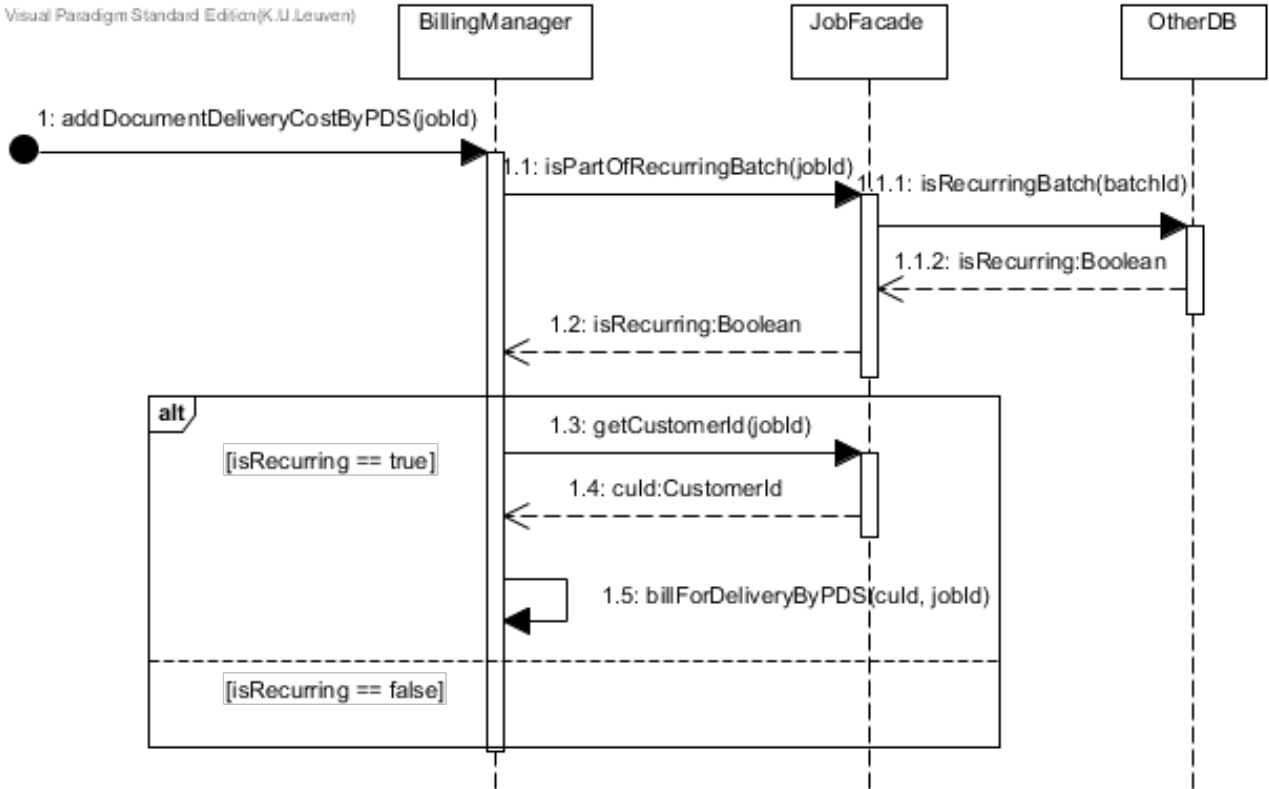 Visual Paradigm Standard Edition(K.U.Leuven)
BillingManager
JobFacade
OtherDB
1: addDocumentDeliveryCostByPDS(jobId)
1.1: isPartOfRecurringBatch(jobId)
1.1.1: isRecurringBatch(batchId)
1.1.2: isRecurring:Boolean
1.2: isRecurring:Boolean
alt
1.3: getCustomerId(jobId)
[isRecurring == true]
1.4: cuId:CustomerId
1.5: billForDeliveryByPDS(cuId, jobId)
[isRecurring == false]